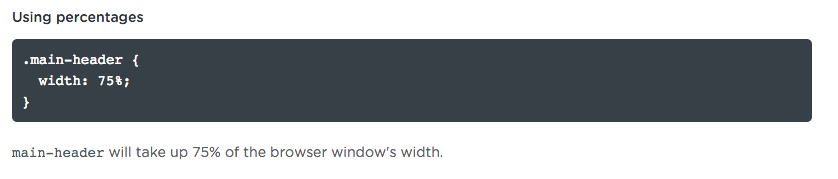 Using percentages
.main-header {
  width: 75%;
}
main-header will take up 75% of the browser window's width.